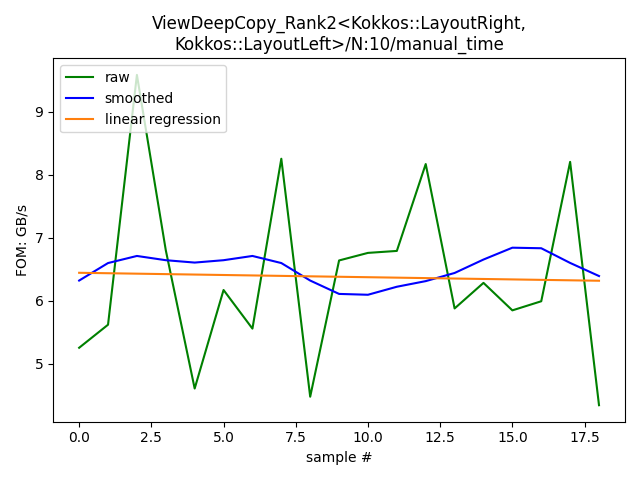 ViewDeepCopy_Rank2<Kokkos::LayoutRight,
Kokkos::LayoutLeft>/N:10/manual_time
raw
smoothed
linear regression
FOM: GB/s
9
8
7
6
5
0.0 2.5 5.0 7.5 10.0 12.5 15.0 17.5
sample #